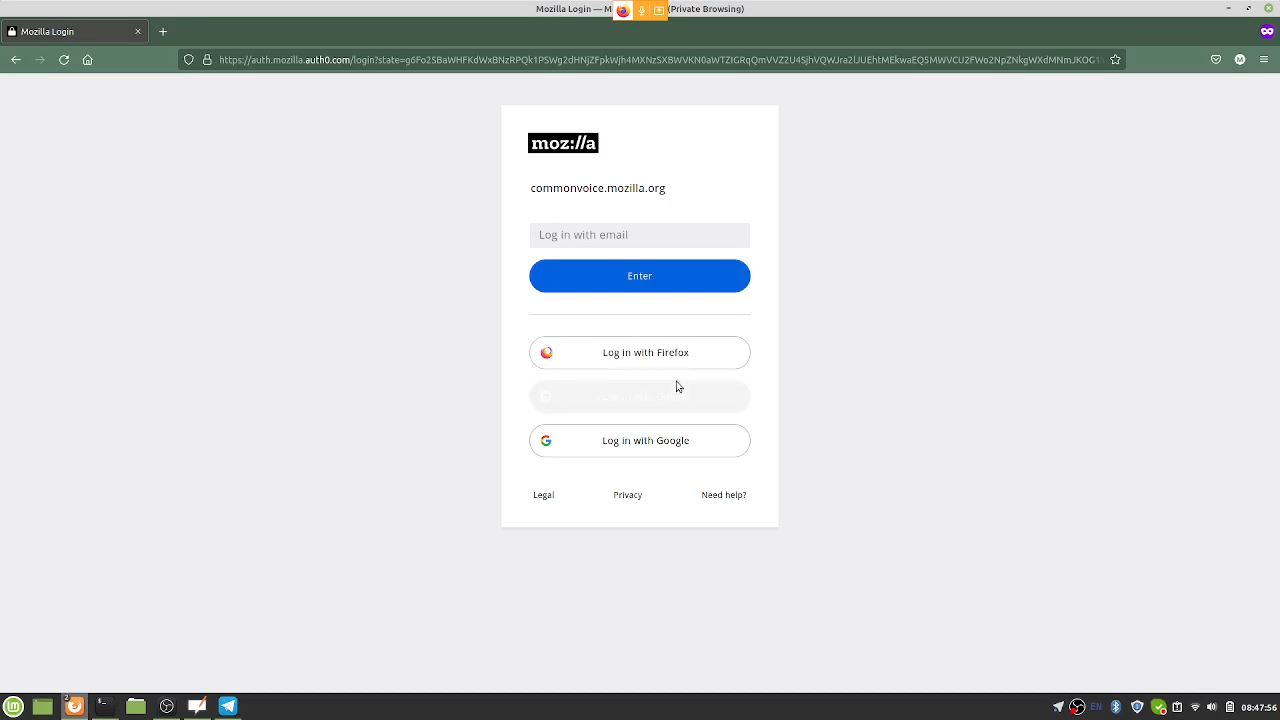 Mozilla Login — M (Private Browsing)
Mozilla Login
moz://a
commonvoice.mozilla.org
Log in with email
Enter
Log in with Firefox
Log in with Google
Legal Privacy Need help?
EN 08:47:56